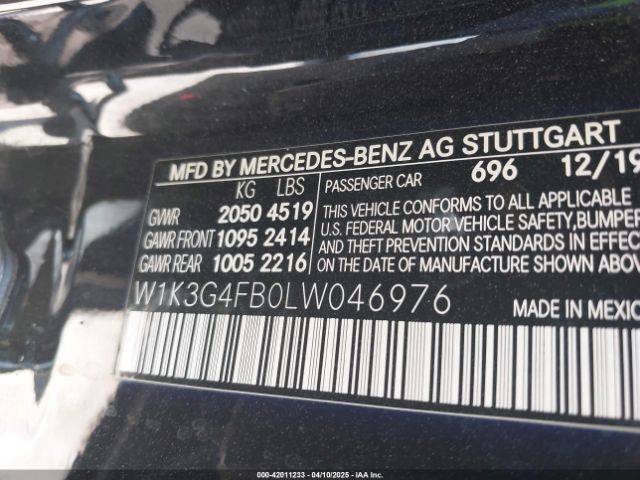 MFD BY MERCEDES-BENZ AG STUTTGART
KG LBS PASSENGER CAR 696 12/19
GVWR 2050 4519
GAWR FRONT 1095 2414
GAWR REAR 1005 2216
THIS VEHICLE CONFORMS TO ALL APPLICABLE
U.S. FEDERAL MOTOR VEHICLE SAFETY, BUMPER
AND THEFT PREVENTION STANDARDS IN EFFEC
ON THE DATE OF MANUFACTURE SHOWN ABOVE.
W1K3G4FB0LW046976
MADE IN MEXIC
000-42011233 - 04/10/2025 - IAA Inc.